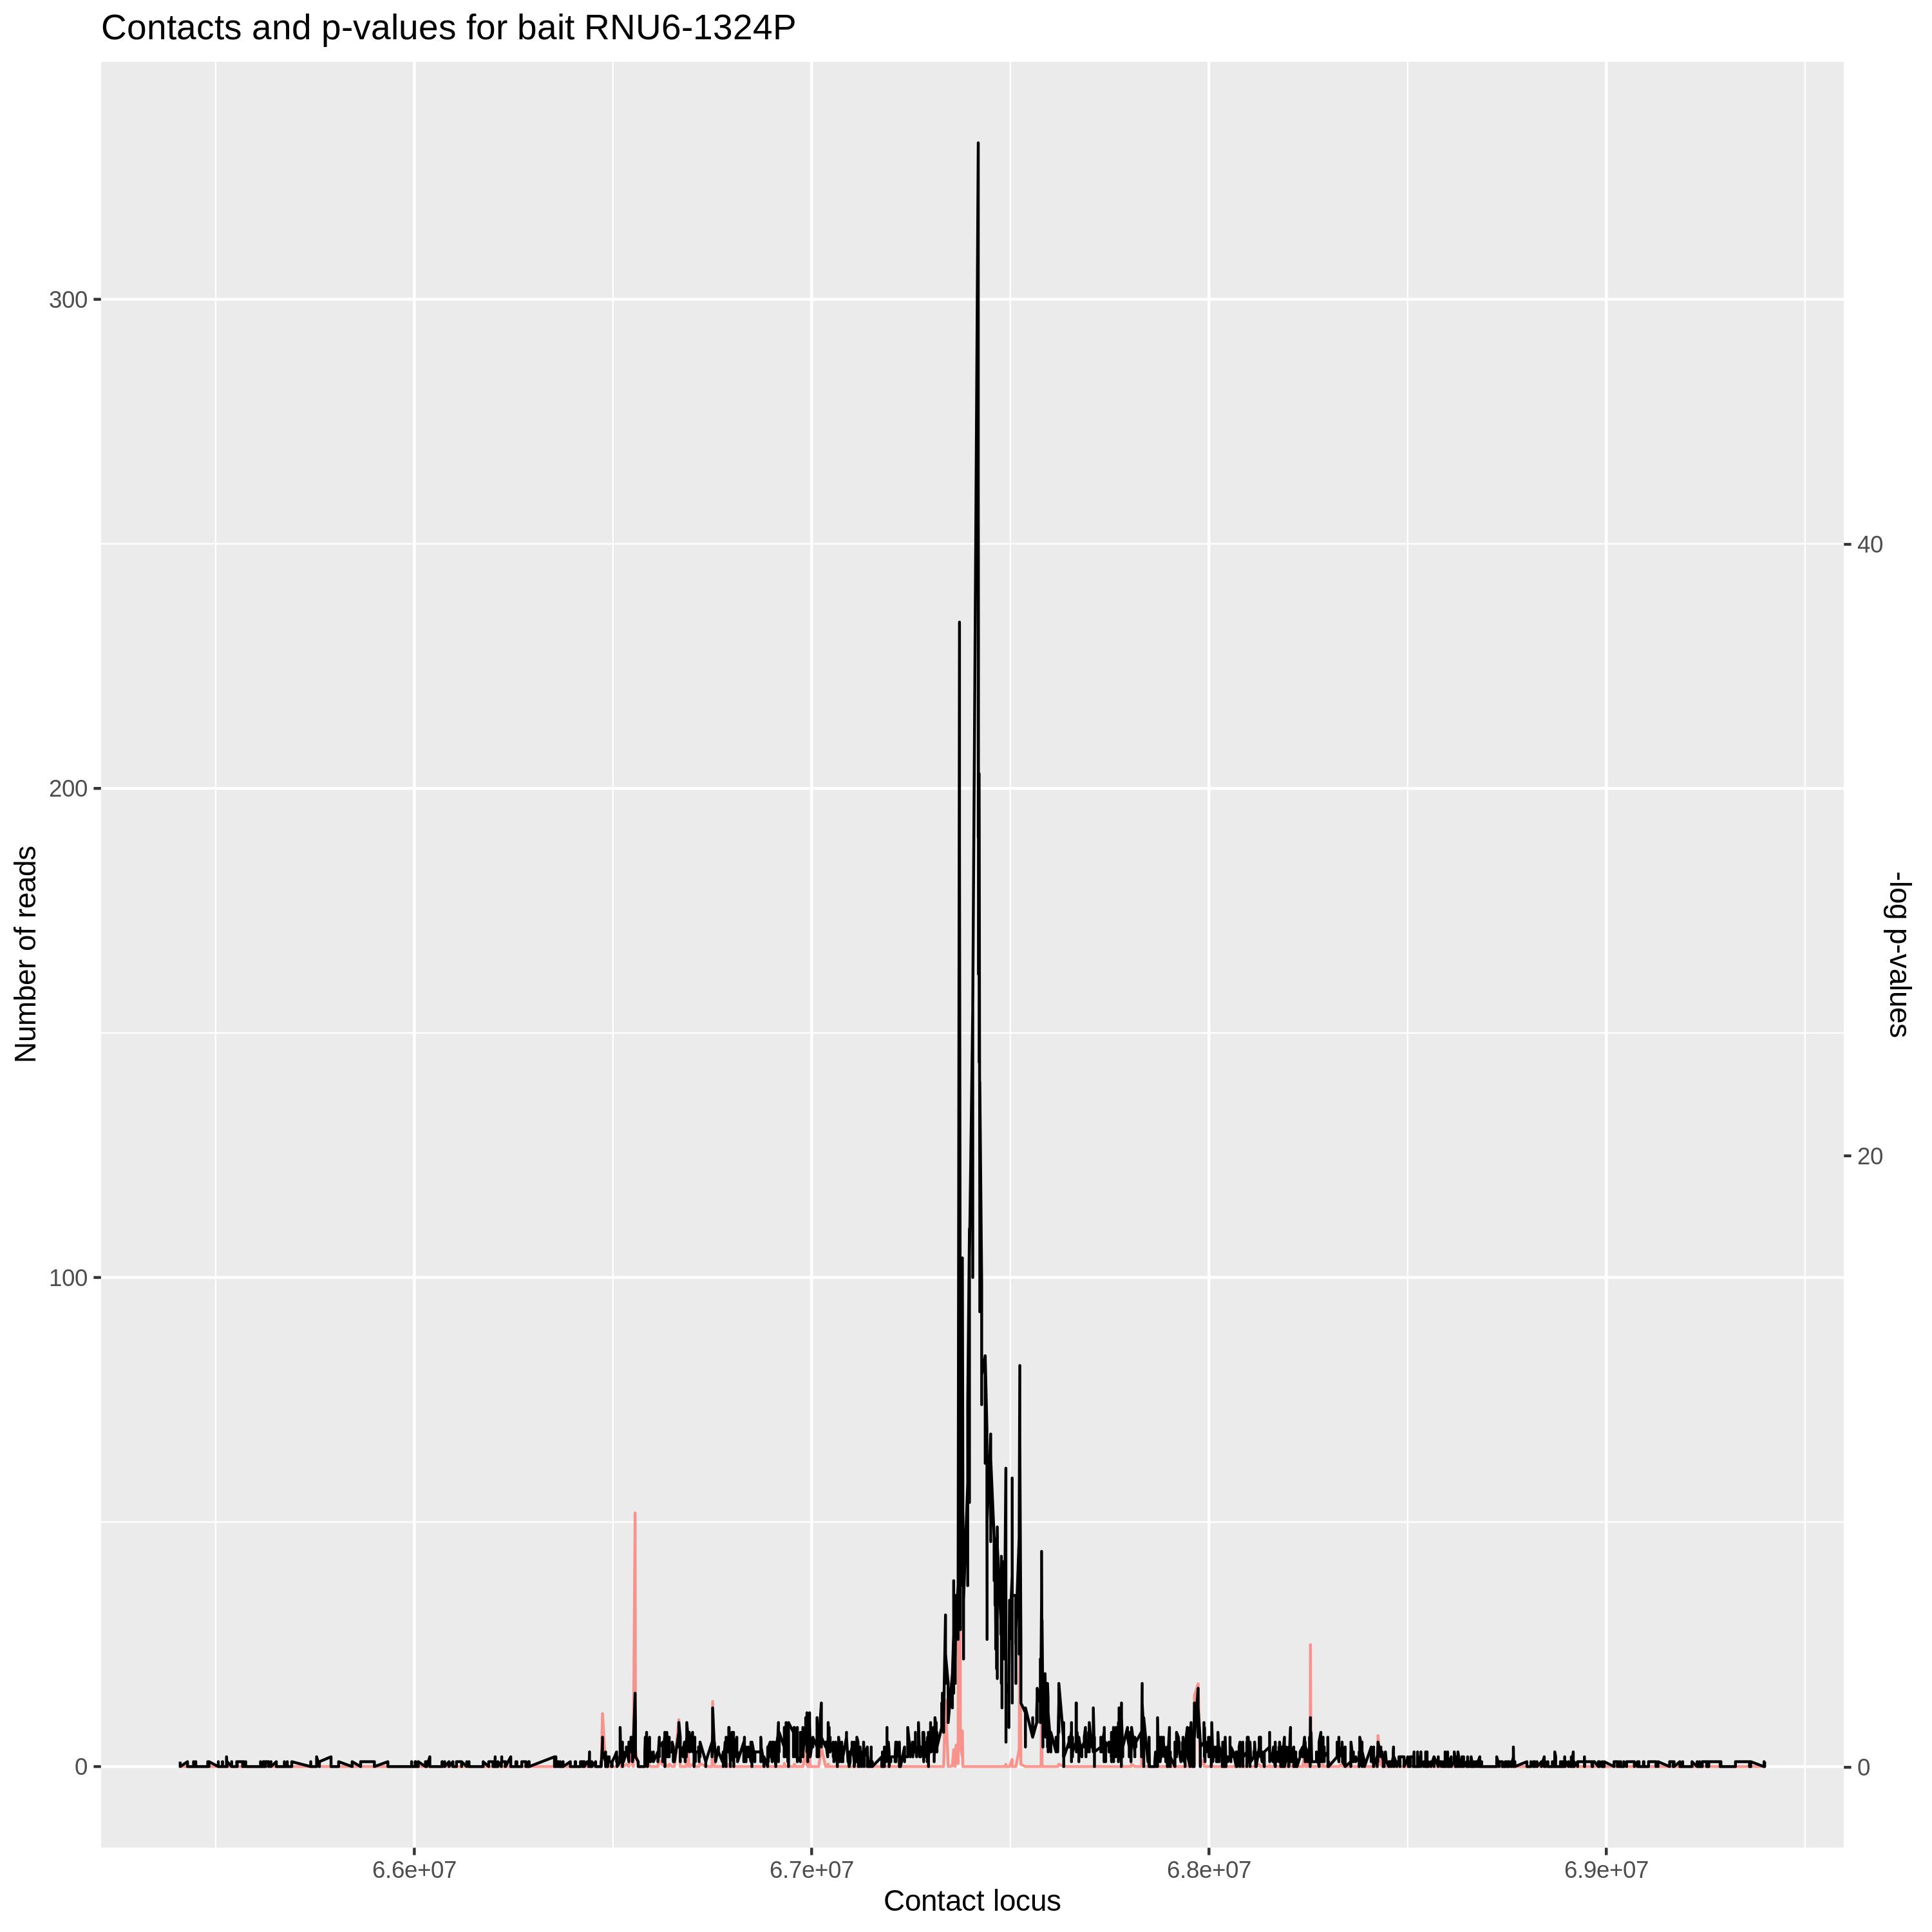 Contacts and p-values for bait RNU6-1324P
300
200
100
0
Number of reads
40
20
0
-log p-values
6.6e+07
6.7e+07
6.8e+07
6.9e+07
Contact locus